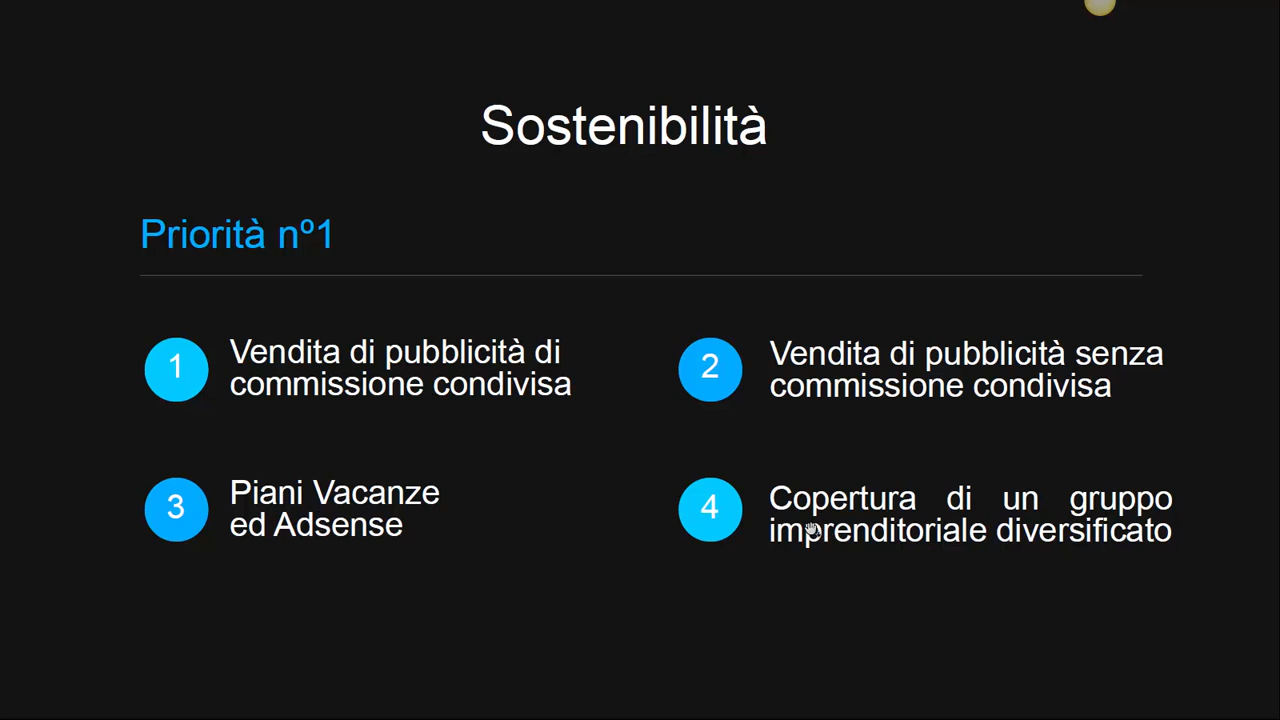 Sostenibilità
Priorità nº1
1
Vendita di pubblicità di
commissione condivisa
2
Vendita di pubblicità senza
commissione condivisa
3
Piani Vacanze
ed Adsense
4
Copertura di un gruppo
imprenditoriale diversificato